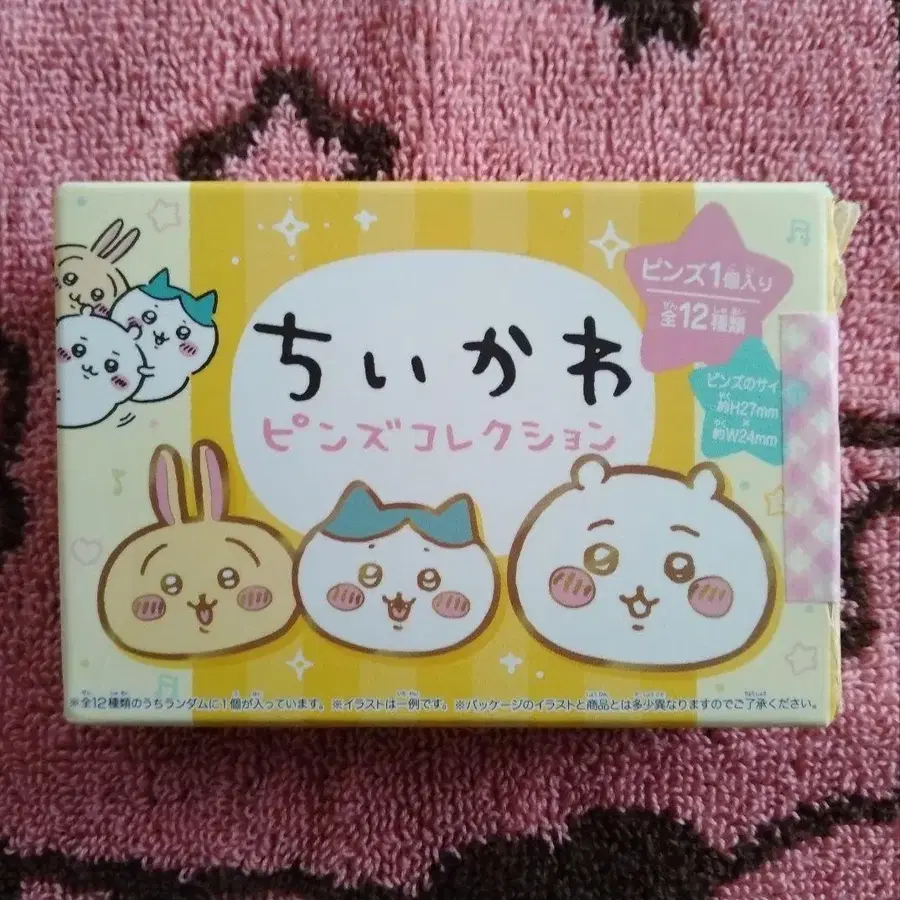 ちいかわ
ピンズコレクション
ピンズ1個入り
全12種類
ピンズのサイ
約H27mm
×
約W24mm
※全12種類のうちランダムに1個が入っています。※イラストは一例です。※パッケージのイラストと商品とは多少異なりますのでご了承ください。